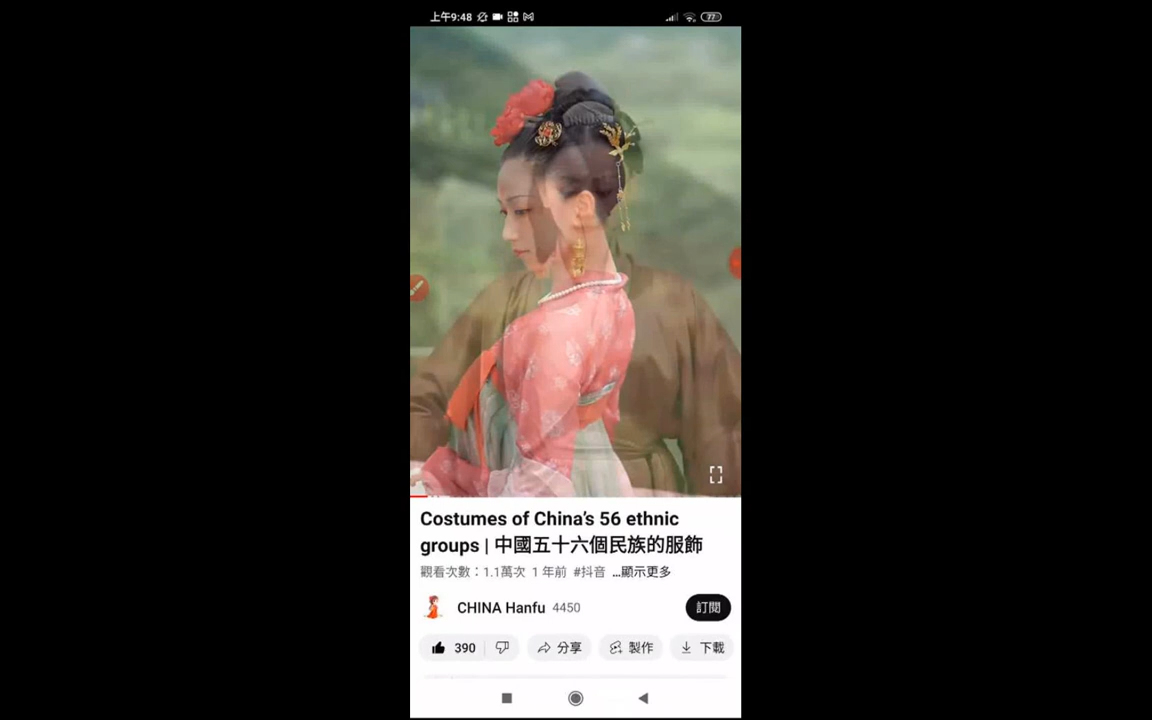 上午9:48
77
Costumes of China’s 56 ethnic
groups | 中國五十六個民族的服飾
觀看次數：1.1萬次 1 年前 #抖音 ...顯示更多
CHINA Hanfu 4450 訂閱
390 分享 製作 下載